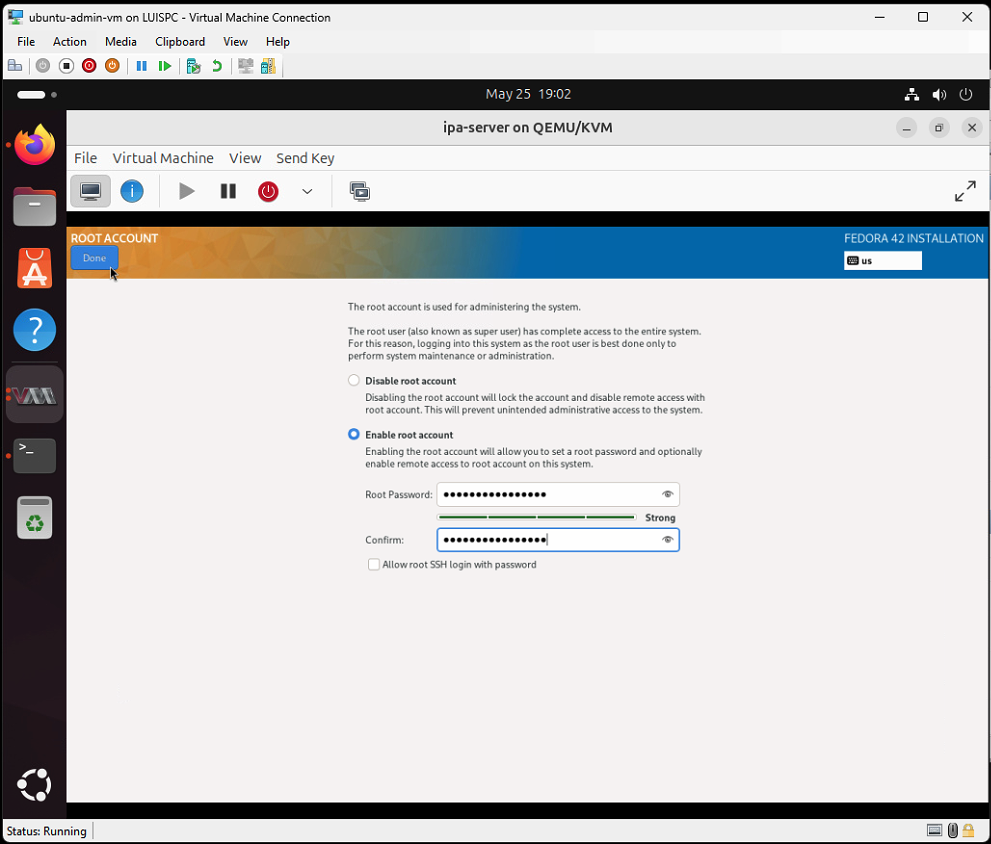 ubuntu-admin-vm on LUISPC - Virtual Machine Connection
File Action Media Clipboard View Help
May 25 19:02
ipa-server on QEMU/KVM
File Virtual Machine View Send Key
ROOT ACCOUNT
Done
FEDORA 42 INSTALLATION
us
The root account is used for administering the system.
The root user (also known as super user) has complete access to the entire system.
For this reason, logging into this system as the root user is best done only to
perform system maintenance or administration.
Disable root account
Disabling the root account will lock the account and disable remote access with
root account. This will prevent unintended administrative access to the system.
Enable root account
Enabling the root account will allow you to set a root password and optionally
enable remote access to root account on this system.
Root Password: ●●●●●●●●●●●●●●●●
Strong
Confirm: ●●●●●●●●●●●●●●●●
Allow root SSH login with password
Status: Running